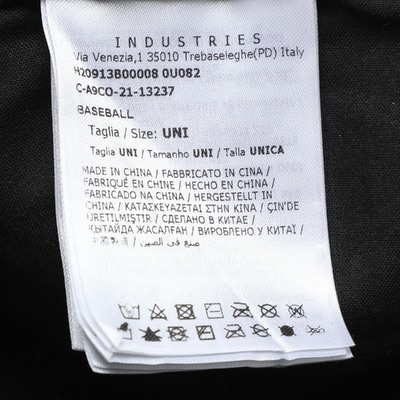 INDUSTRIES
Via Venezia,1 35010 Trebaseleghe(PD) Italy
H20913B00008 0U082
C-A9CO-21-13237
BASEBALL
Taglia / Size: UNI
Taglia UNI / Tamanho UNI / Talla UNICA
MADE IN CHINA / FABBRICATO IN CINA /
FABRIQUÉ EN CHINE / HECHO EN CHINA /
FABRICADO NA CHINA / HERGESTELLT IN
CHINA / ΚΑΤΑΣΚΕΥΑΖΕΤΑΙ ΣΤΗΝ ΚΙΝΑ / ÇİN'DE
ÜRETİLMİŞTİR / СДЕЛАНО В КИТАЕ /
ҚЫТАЙДА ЖАСАЛҒАН / ВИРОБЛЕНО У КИТАЇ /
/ صنع في الصين